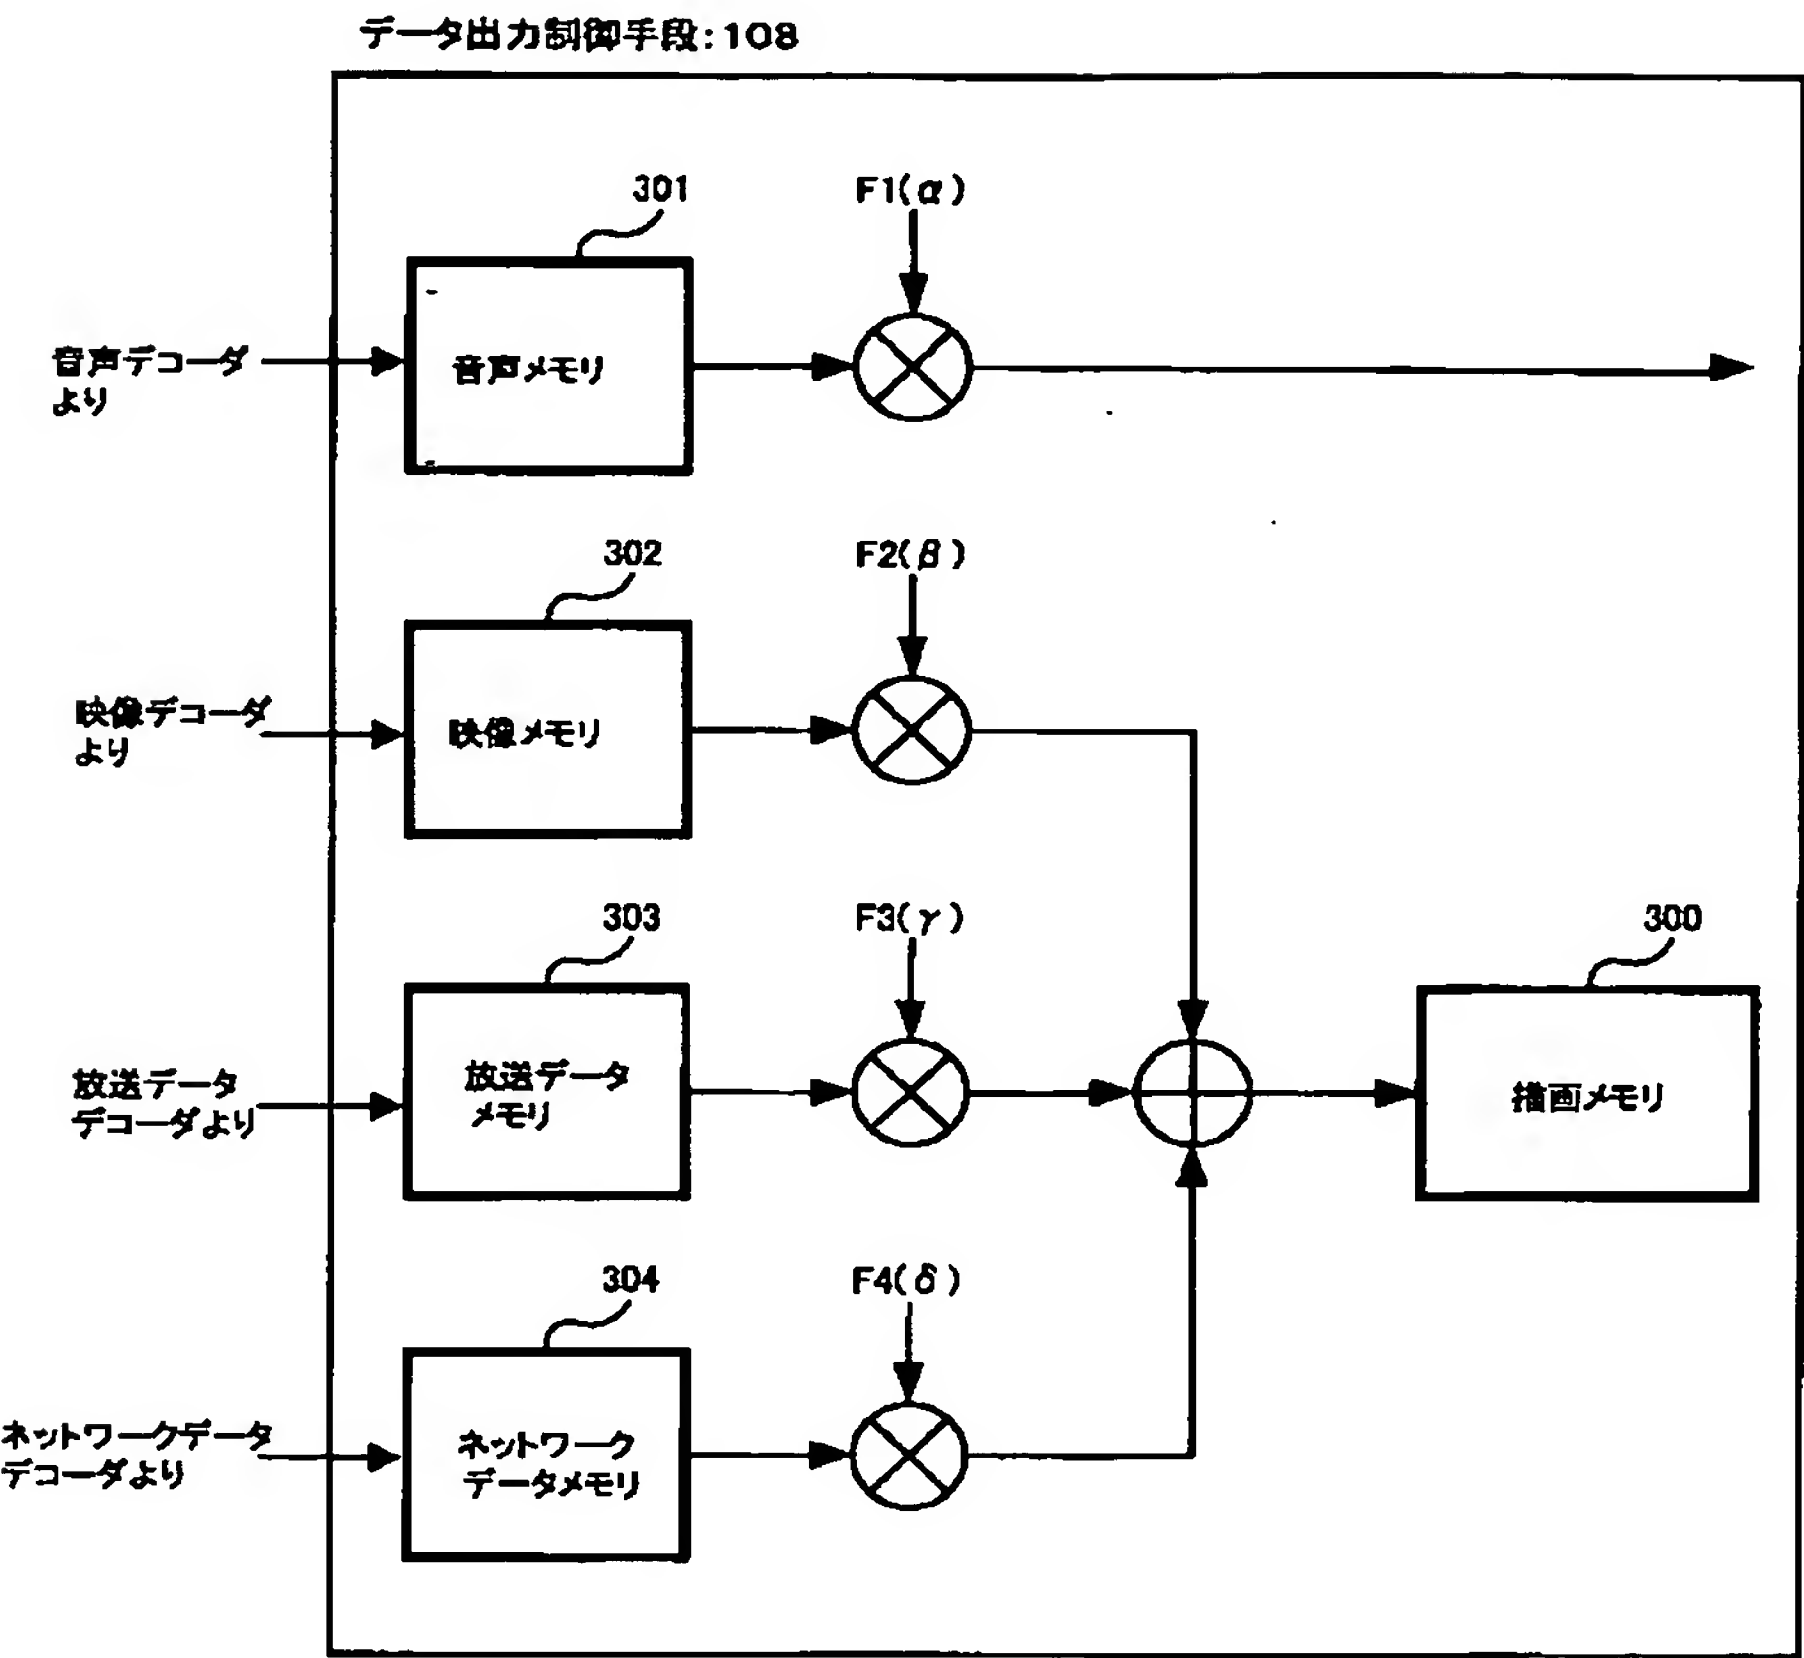 データ出力制御手段:108
301
F1(α)
音声デコーダ
より
音声メモリ
302
F2(β)
映像デコーダ
より
映像メモリ
303
F3(γ)
300
放送データ
デコーダより
放送データ
メモリ
描画メモリ
304
F4(δ)
ネットワークデータ
デコーダより
ネットワーク
データメモリ